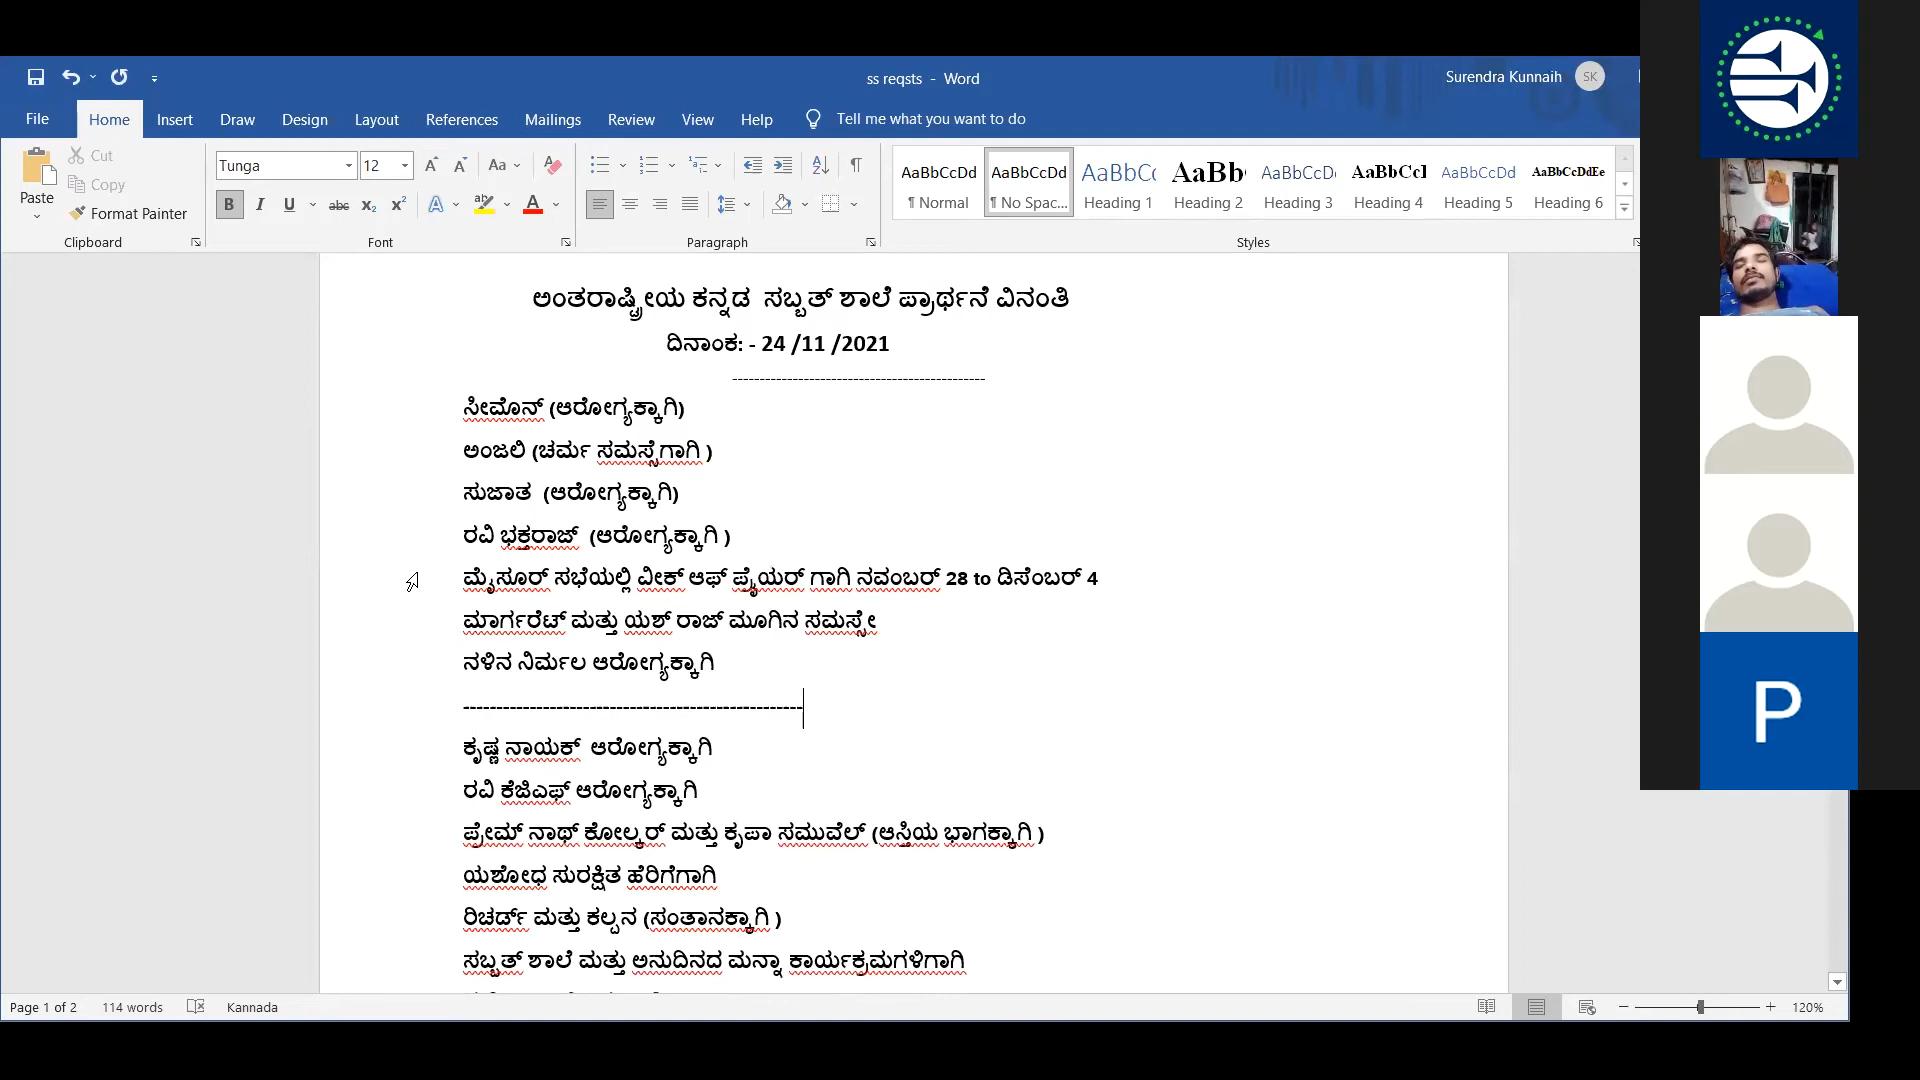 ss reqsts - Word
Surendra Kunnaih SK
File Home Insert Draw Design Layout References Mailings Review View Help Tell me what you want to do
Paste
Cut
Copy
Format Painter
Clipboard
Tunga 12 Aa
B I U abc x₂ x² A ab A
Font
Paragraph
AaBbCcDd AaBbCcDd AaBbCc AaBb AaBbCcD AaBbCcI AaBbCcDd AaBbCcDdEe
¶ Normal ¶ No Spac... Heading 1 Heading 2 Heading 3 Heading 4 Heading 5 Heading 6
Styles
ಅಂತರಾಷ್ಟ್ರೀಯ ಕನ್ನಡ ಸಬ್ಬತ್ ಶಾಲೆ ಪ್ರಾರ್ಥನೆ ವಿನಂತಿ
ದಿನಾಂಕ: - 24 /11 /2021
----------------------------------------------
ಸೀಮೊನ್ (ಆರೋಗ್ಯಕ್ಕಾಗಿ)
ಅಂಜಲಿ (ಚರ್ಮ ಸಮಸ್ಸೆಗಾಗಿ )
ಸುಜಾತ (ಆರೋಗ್ಯಕ್ಕಾಗಿ)
ರವಿ ಭಕ್ತರಾಜ್ (ಆರೋಗ್ಯಕ್ಕಾಗಿ )
ಮೈಸೂರ್ ಸಭೆಯಲ್ಲಿ ವೀಕ್ ಆಫ್ ಪ್ರೈಯರ್ ಗಾಗಿ ನವಂಬರ್ 28 to ಡಿಸೆಂಬರ್ 4
ಮಾರ್ಗರೆಟ್ ಮತ್ತು ಯಶ್ ರಾಜ್ ಮೂಗಿನ ಸಮಸ್ಸೇ
ನಳಿನ ನಿರ್ಮಲ ಆರೋಗ್ಯಕ್ಕಾಗಿ
---------------------------------------------------
ಕೃಷ್ಣ ನಾಯಕ್ ಆರೋಗ್ಯಕ್ಕಾಗಿ
ರವಿ ಕೆಜಿಎಫ್ ಆರೋಗ್ಯಕ್ಕಾಗಿ
ಪ್ರೇಮ್ ನಾಥ್ ಕೋಲ್ಕರ್ ಮತ್ತು ಕೃಪಾ ಸಮುವೆಲ್ (ಆಸ್ತಿಯ ಭಾಗಕ್ಕಾಗಿ )
ಯಶೋಧ ಸುರಕ್ಷಿತ ಹೆರಿಗೆಗಾಗಿ
ರಿಚರ್ಡ್ ಮತ್ತು ಕಲ್ಪನ (ಸಂತಾನಕ್ಕಾಗಿ )
ಸಬ್ಬತ್ ಶಾಲೆ ಮತ್ತು ಅನುದಿನದ ಮನ್ನಾ ಕಾರ್ಯಕ್ರಮಗಳಿಗಾಗಿ
P
Page 1 of 2 114 words Kannada 120%